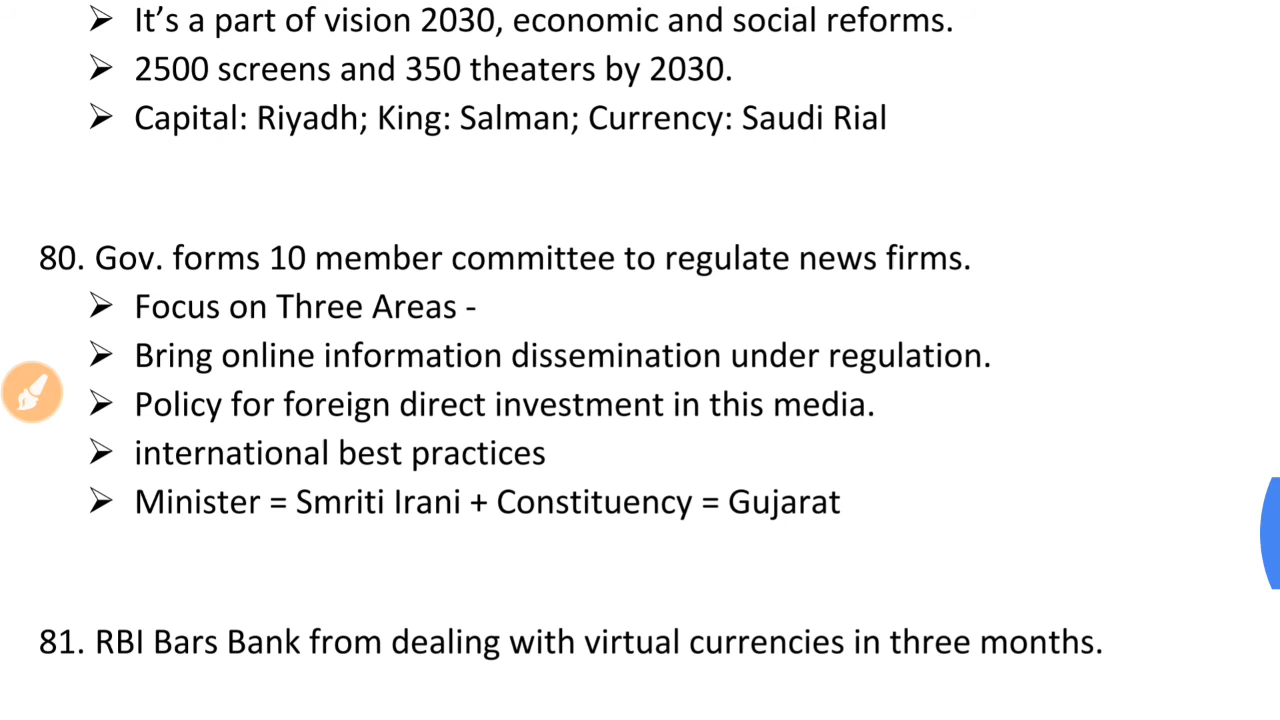 ➢ It’s a part of vision 2030, economic and social reforms.
➢ 2500 screens and 350 theaters by 2030.
➢ Capital: Riyadh; King: Salman; Currency: Saudi Rial
80. Gov. forms 10 member committee to regulate news firms.
➢ Focus on Three Areas -
➢ Bring online information dissemination under regulation.
➢ Policy for foreign direct investment in this media.
➢ international best practices
➢ Minister = Smriti Irani + Constituency = Gujarat
81. RBI Bars Bank from dealing with virtual currencies in three months.